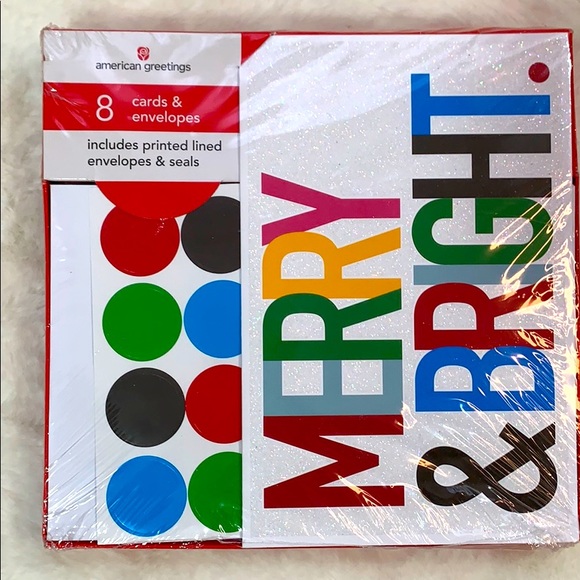 american greetings
8 cards &
envelopes
includes printed lined
envelopes & seals
MERRY
& BRIGHT.